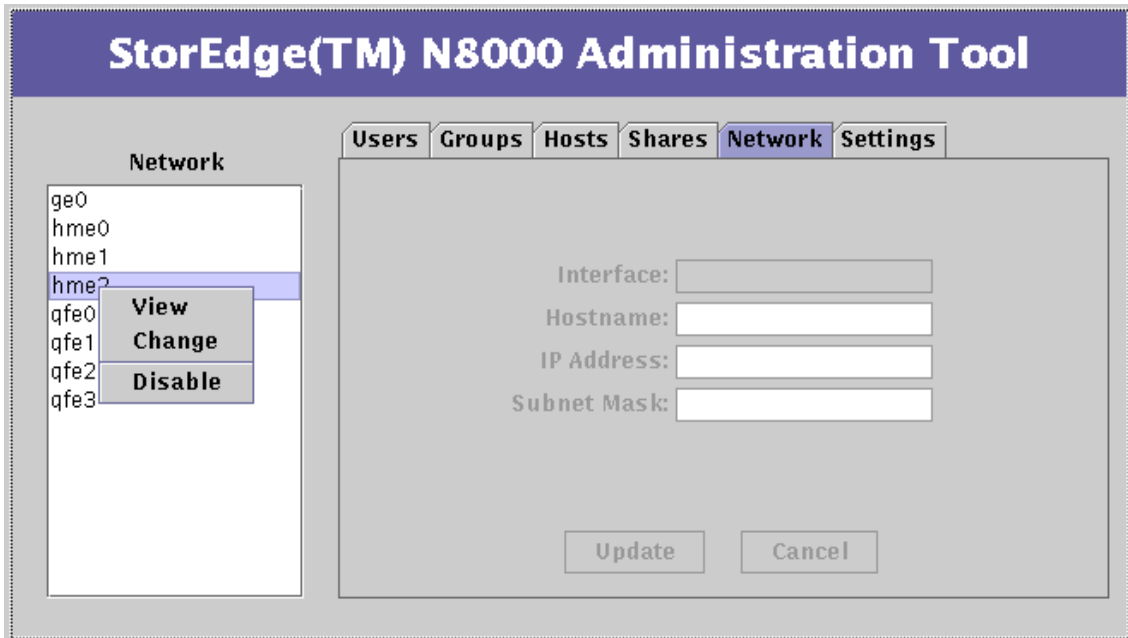 StorEdge(TM) N8000 Administration Tool
Users Groups Hosts Shares Network Settings
Network
ge0
hme0
hme1
hme2
qfe0
qfe1
qfe2
qfe3
View
Change
Disable
Interface:
Hostname:
IP Address:
Subnet Mask:
Update Cancel